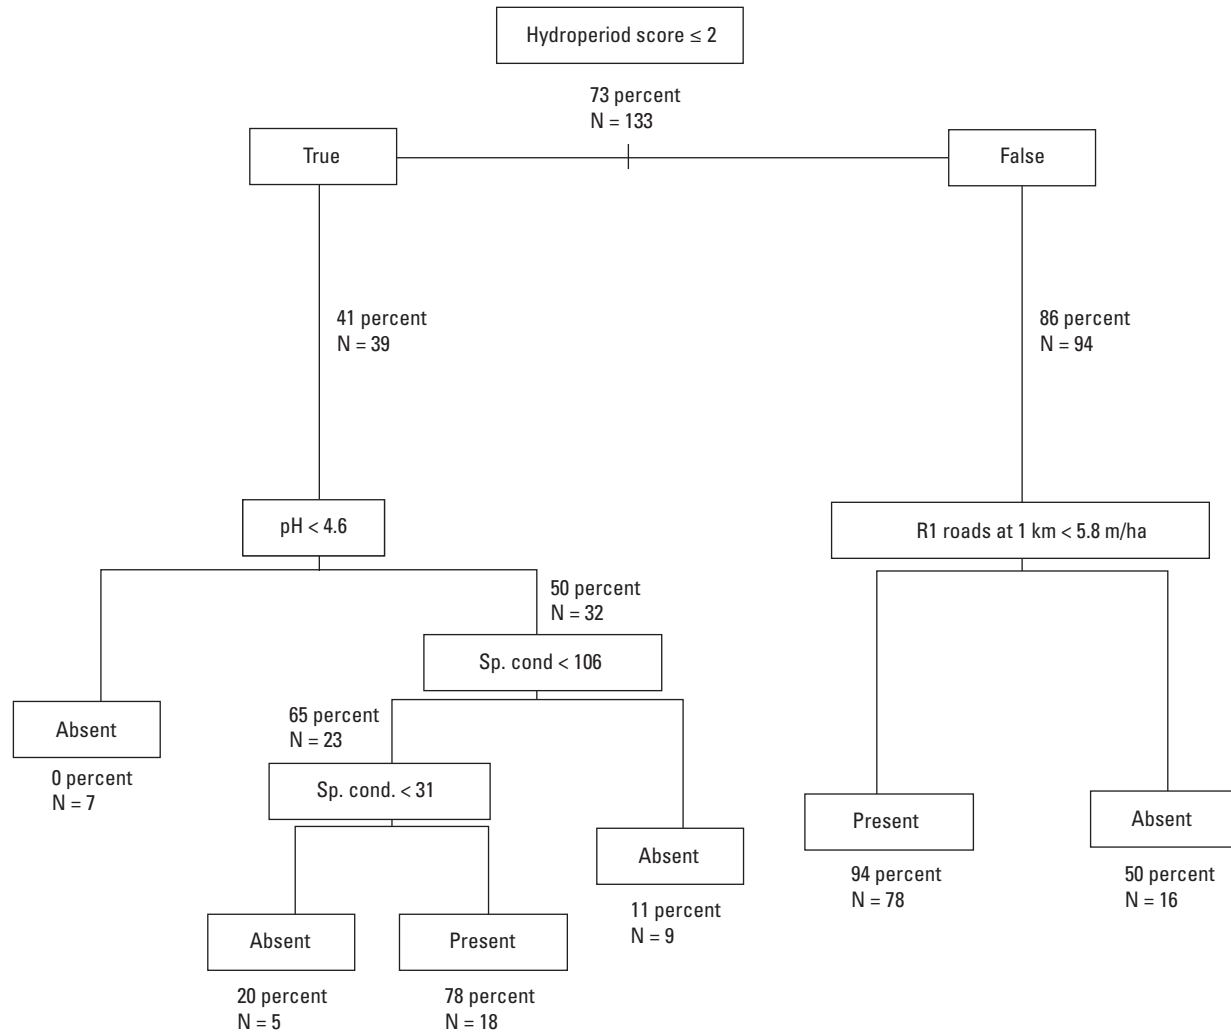 Hydroperiod score ≤ 2
73 percent
N = 133
True
False
41 percent
N = 39
86 percent
N = 94
pH < 4.6
R1 roads at 1 km < 5.8 m/ha
50 percent
N = 32
Sp. cond < 106
Absent
0 percent
N = 7
65 percent
N = 23
Sp. cond. < 31
Present
94 percent
N = 78
Absent
50 percent
N = 16
Absent
11 percent
N = 9
Absent
20 percent
N = 5
Present
78 percent
N = 18